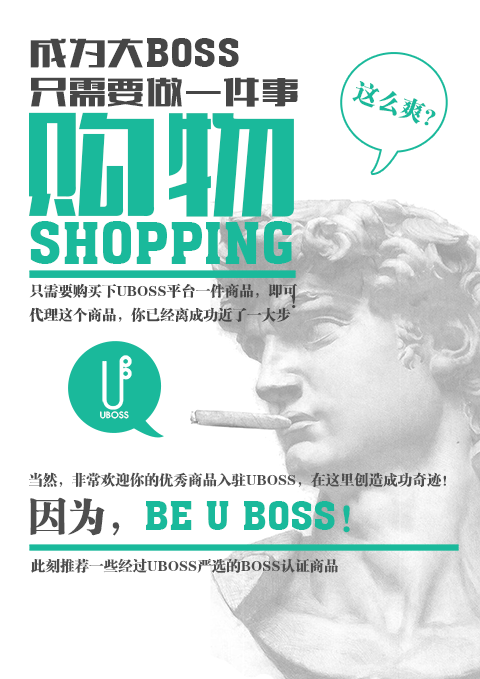 成为大BOSS
只需要做一件事
这么爽?
购物
SHOPPING
只需要购买下UBOSS平台一件商品，即可
代理这个商品，你已经离成功近了一大步!
UBOSS
当然，非常欢迎你的优秀商品入驻UBOSS，在这里创造成功奇迹!
因为，BE U BOSS!
此刻推荐一些经过UBOSS严选的BOSS认证商品